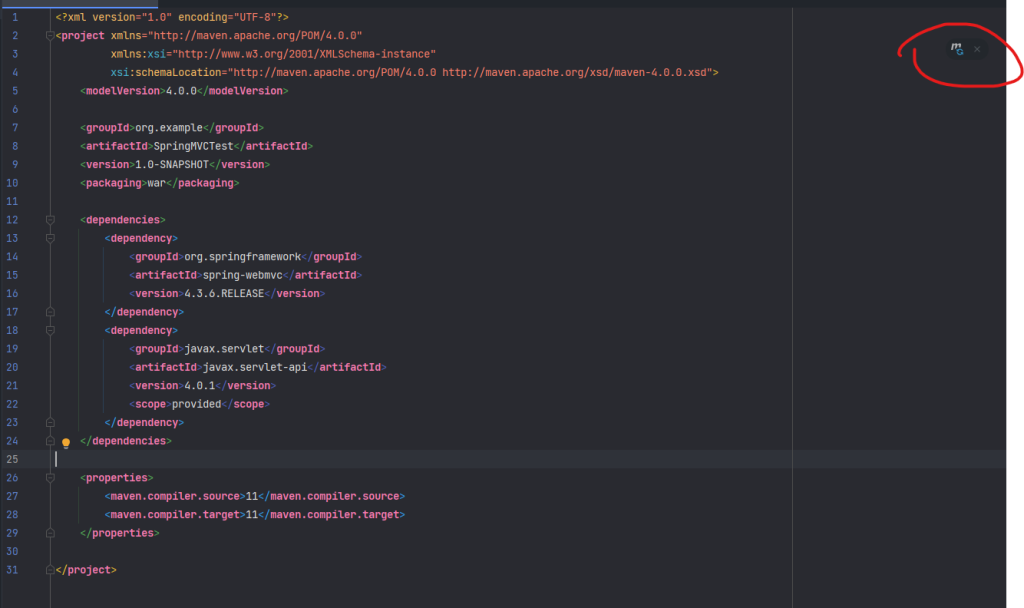 1 <?xml version="1.0" encoding="UTF-8"?>
2 <project xmlns="http://maven.apache.org/POM/4.0.0"
3 xmlns:xsi="http://www.w3.org/2001/XMLSchema-instance"
4 xsi:schemaLocation="http://maven.apache.org/POM/4.0.0 http://maven.apache.org/xsd/maven-4.0.0.xsd">
5 <modelVersion>4.0.0</modelVersion>
6
7 <groupId>org.example</groupId>
8 <artifactId>SpringMVCTest</artifactId>
9 <version>1.0-SNAPSHOT</version>
10 <packaging>war</packaging>
11
12 <dependencies>
13 <dependency>
14 <groupId>org.springframework</groupId>
15 <artifactId>spring-webmvc</artifactId>
16 <version>4.3.6.RELEASE</version>
17 </dependency>
18 <dependency>
19 <groupId>javax.servlet</groupId>
20 <artifactId>javax.servlet-api</artifactId>
21 <version>4.0.1</version>
22 <scope>provided</scope>
23 </dependency>
24 </dependencies>
25
26 <properties>
27 <maven.compiler.source>11</maven.compiler.source>
28 <maven.compiler.target>11</maven.compiler.target>
29 </properties>
30
31 </project>
m